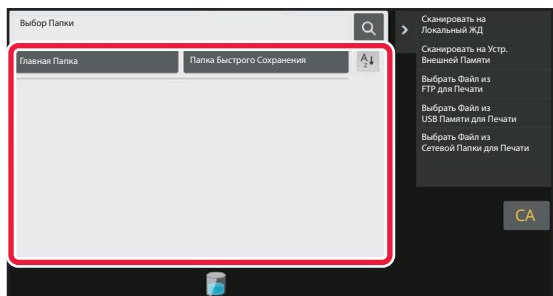 Выбор Папки
Главная Папка
Папка Быстрого Сохранения
Сканировать на
Локальный ЖД
Сканировать на Устр.
Внешней Памяти
Выбрать Файл из
FTP для Печати
Выбрать Файл из
USB Памяти для Печати
Выбрать Файл из
Сетевой Папки для Печати
CA